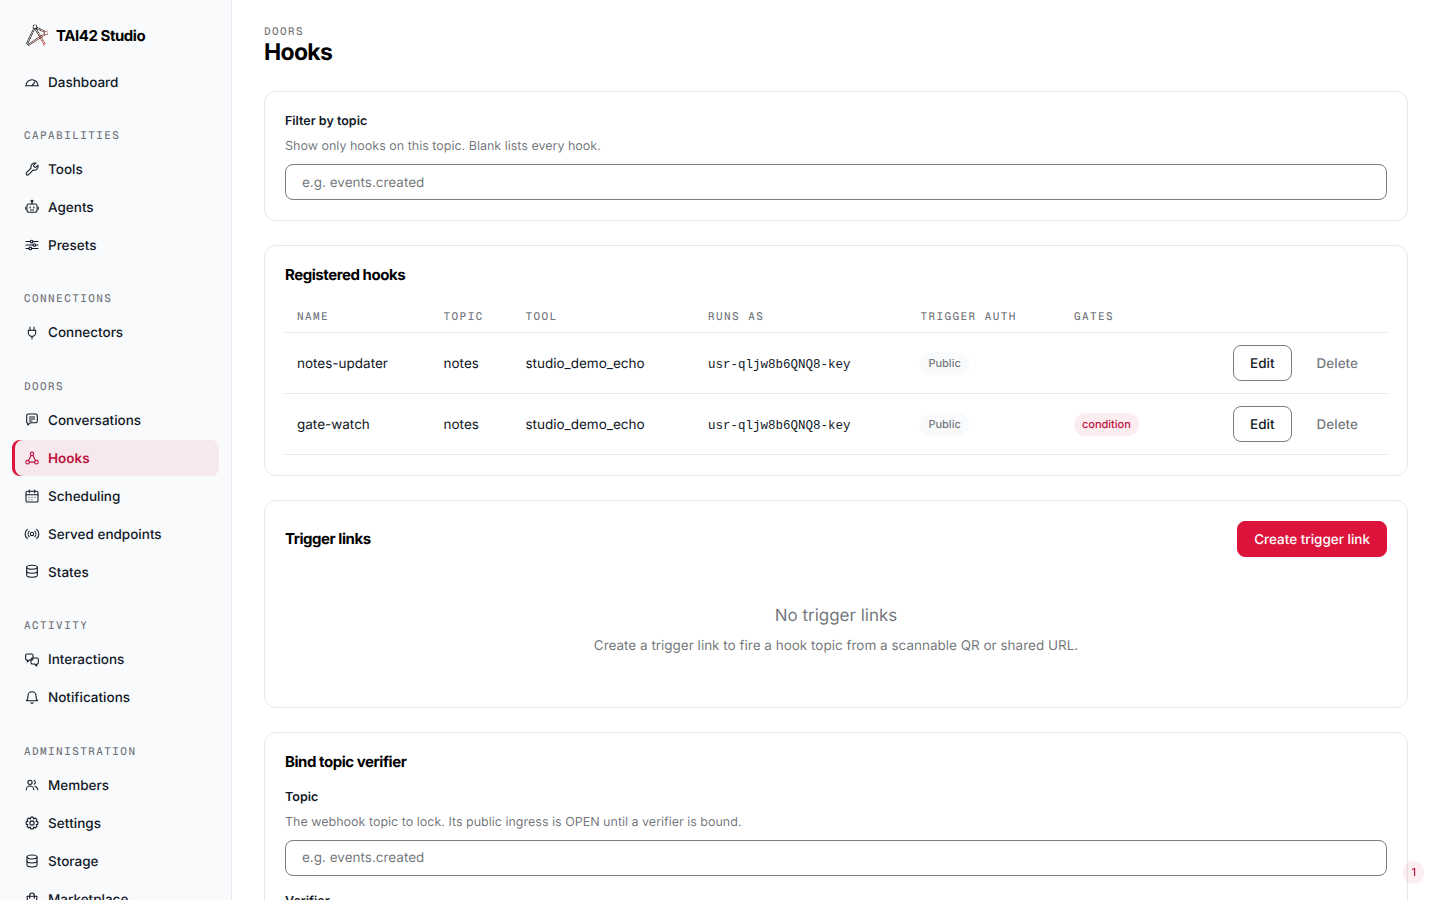 TAI42 Studio
Dashboard
CAPABILITIES
Tools
Agents
Presets
CONNECTIONS
Connectors
DOORS
Conversations
Hooks
Scheduling
Served endpoints
States
ACTIVITY
Interactions
Notifications
ADMINISTRATION
Members
Settings
Storage
Marketplace
DOORS
Hooks
Filter by topic
Show only hooks on this topic. Blank lists every hook.
e.g. events.created
Registered hooks
NAME TOPIC TOOL RUNS AS TRIGGER AUTH GATES
notes-updater notes studio_demo_echo usr-qljw8b6QNQ8-key Public Edit Delete
gate-watch notes studio_demo_echo usr-qljw8b6QNQ8-key Public condition Edit Delete
Trigger links Create trigger link
No trigger links
Create a trigger link to fire a hook topic from a scannable QR or shared URL.
Bind topic verifier
Topic
The webhook topic to lock. Its public ingress is OPEN until a verifier is bound.
e.g. events.created
Verifier
1